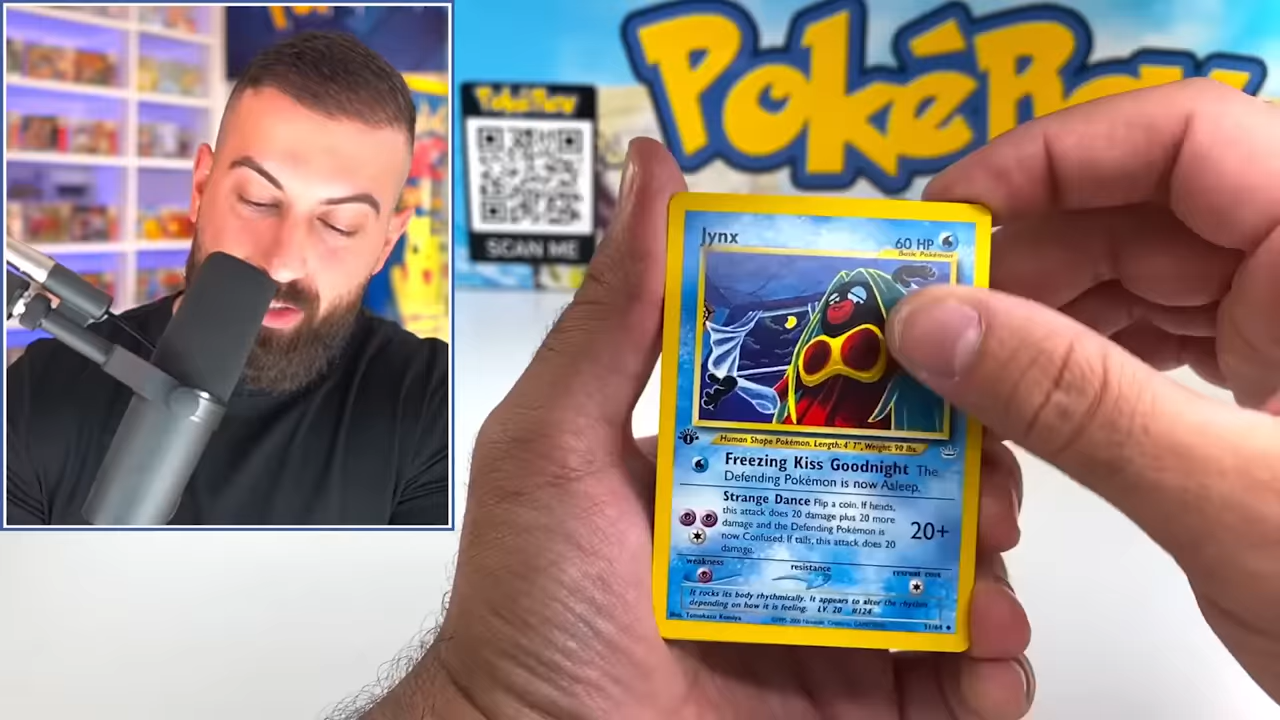 PokéRev
PokéRev
SCAN ME
Jynx
60 HP
Basic Pokémon
EDITION
1
Human Shape Pokémon. Length: 4' 7", Weight: 90 lbs.
Freezing Kiss Goodnight The
Defending Pokémon is now Asleep.
Strange Dance Flip a coin. If heads,
this attack does 20 damage plus 20 more
damage and the Defending Pokémon is
now Confused. If tails, this attack does 20
damage.
20+
weakness
resistance
retreat cost
It rocks its body rhythmically. It appears to alter the rhythm
depending on how it is feeling. LV. 20 #124
Illus. Tomokazu Komiya
51/64